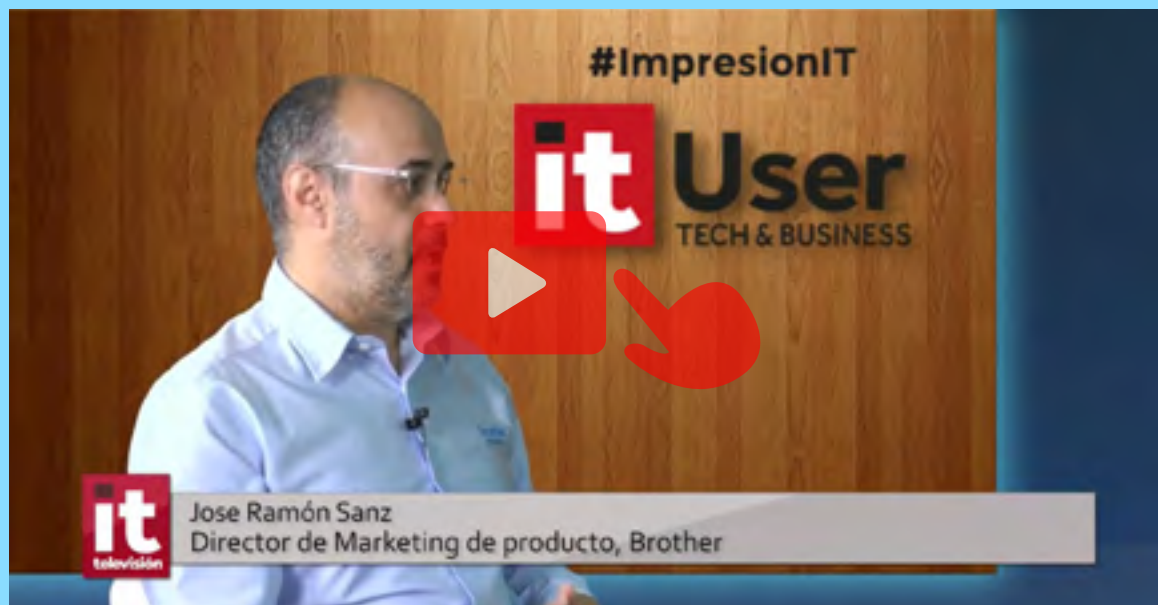 #ImpresionIT
it User
TECH & BUSINESS
Jose Ramón Sanz
Director de Marketing de producto, Brother
it
televisión